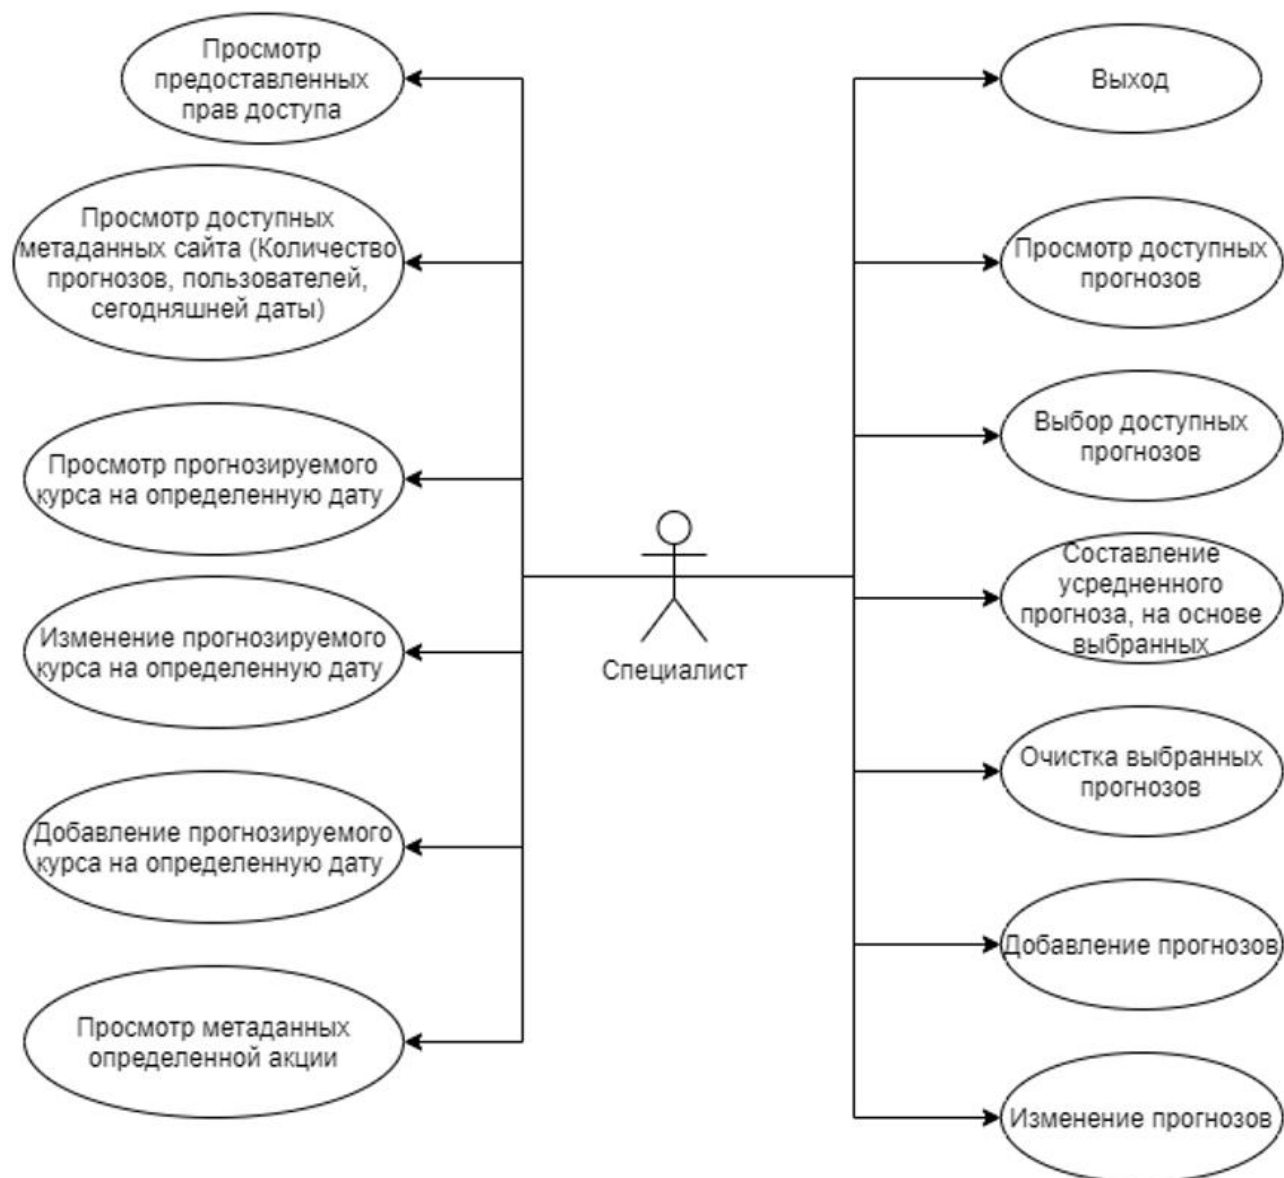 Просмотр
предоставленных
прав доступа
Просмотр доступных
метаданных сайта (Количество
прогнозов, пользователей,
сегодняшней даты)
Просмотр прогнозируемого
курса на определенную дату
Изменение прогнозируемого
курса на определенную дату
Добавление прогнозируемого
курса на определенную дату
Просмотр метаданных
определенной акции
Специалист
Выход
Просмотр доступных
прогнозов
Выбор доступных
прогнозов
Составление
усредненного
прогноза, на основе
выбранных
Очистка выбранных
прогнозов
Добавление прогнозов
Изменение прогнозов